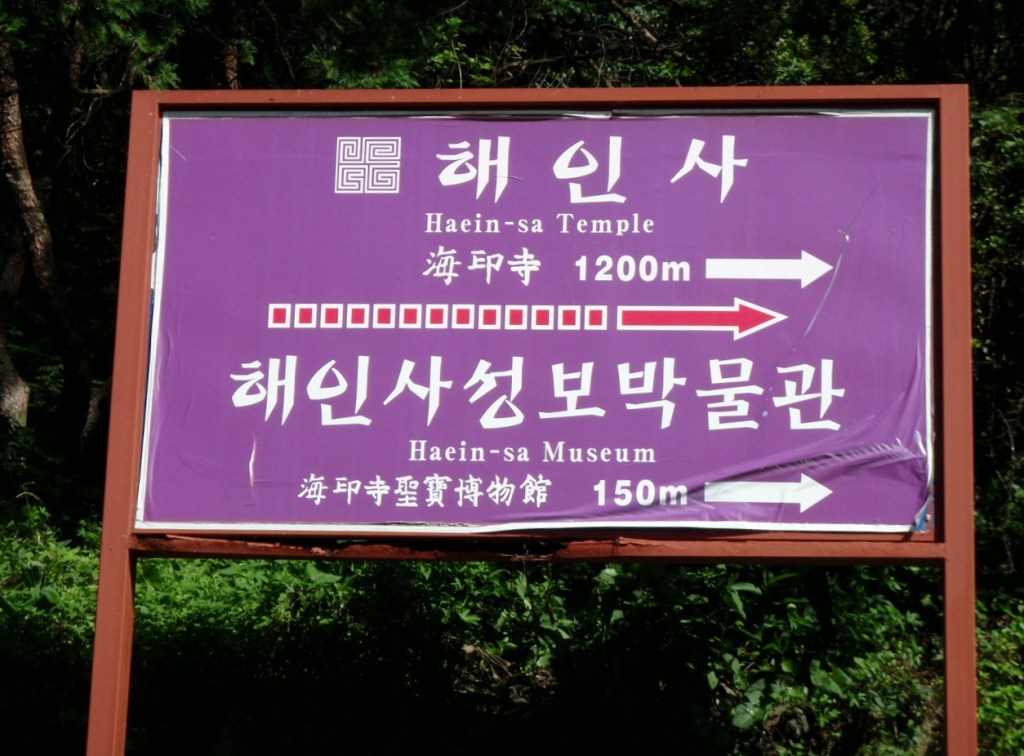 해인사
Haein-sa Temple
海印寺 1200m
해인사성보박물관
Haein-sa Museum
海印寺聖寶博物館 150m